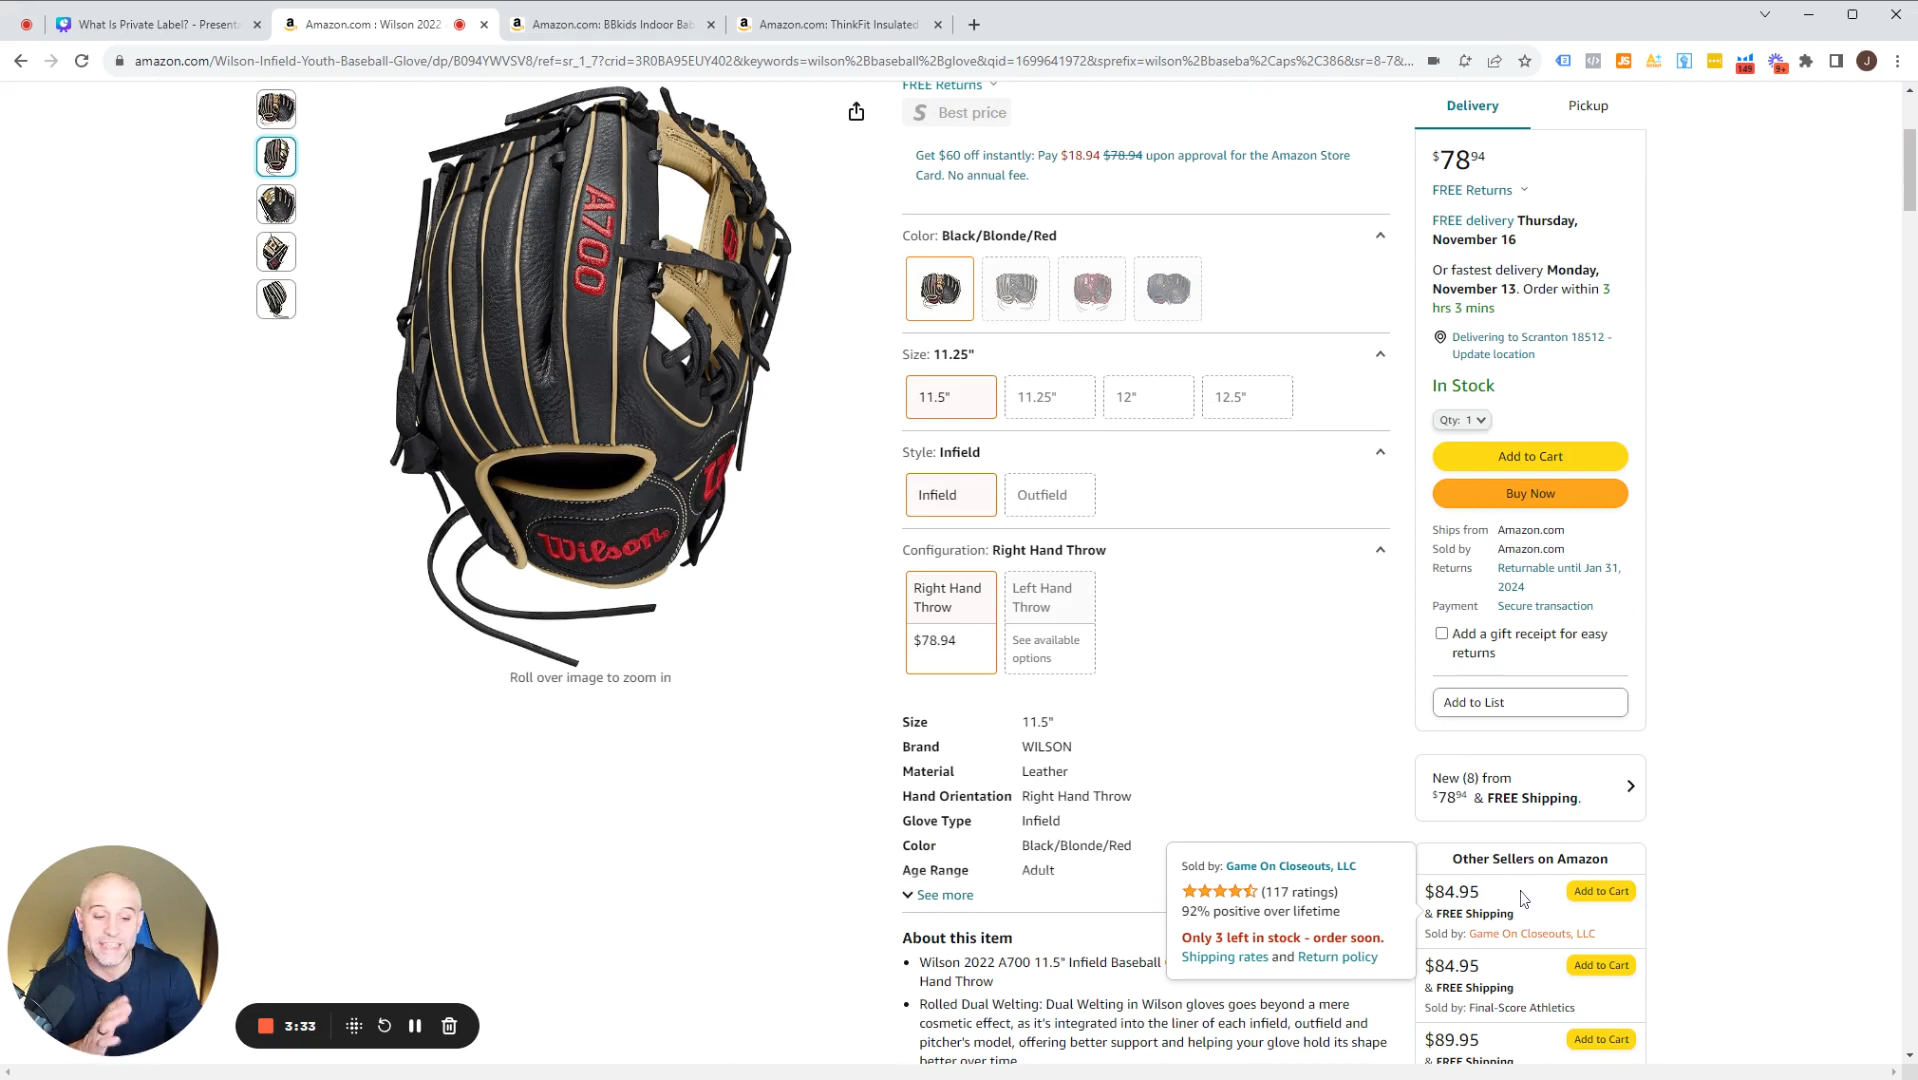 What Is Private Label? - Present
Amazon.com : Wilson 2022
Amazon.com: BBkids Indoor Bat
Amazon.com: ThinkFit Insulated
amazon.com/Wilson-Infield-Youth-Baseball-Glove/dp/B094YWVSV8/ref=sr_1_7?crid=3R0BA95EUY402&keywords=wilson%2Bbaseball%2Bglove&qid=1699641972&sprefix=wilson%2Bbaseba%2Caps%2C386&sr=8-7&...
149
9+
J
FREE Returns
S Best price
Get $60 off instantly: Pay $18.94 $78.94 upon approval for the Amazon Store
Card. No annual fee.
Color: Black/Blonde/Red
Size: 11.25"
11.5"
11.25"
12"
12.5"
Style: Infield
Infield
Outfield
Configuration: Right Hand Throw
Right Hand
Throw
$78.94
Left Hand
Throw
See available
options
Size 11.5"
Brand WILSON
Material Leather
Hand Orientation Right Hand Throw
Glove Type Infield
Color Black/Blonde/Red
Age Range Adult
See more
About this item
Wilson 2022 A700 11.5" Infield Baseball
Hand Throw
Rolled Dual Welting: Dual Welting in Wilson gloves goes beyond a mere
cosmetic effect, as it's integrated into the liner of each infield, outfield and
pitcher's model, offering better support and helping your glove hold its shape
better over time
A700
Wilson
W
Roll over image to zoom in
3:33
Delivery
Pickup
$78 94
FREE Returns
FREE delivery Thursday,
November 16
Or fastest delivery Monday,
November 13. Order within 3
hrs 3 mins
Delivering to Scranton 18512 -
Update location
In Stock
Qty: 1
Add to Cart
Buy Now
Ships from Amazon.com
Sold by Amazon.com
Returns Returnable until Jan 31,
2024
Payment Secure transaction
Add a gift receipt for easy
returns
Add to List
New (8) from
$78 94 & FREE Shipping.
Other Sellers on Amazon
$84.95
Add to Cart
& FREE Shipping
Sold by: Game On Closeouts, LLC
$84.95
Add to Cart
& FREE Shipping
Sold by: Final-Score Athletics
$89.95
Add to Cart
& FREE Shipping
Sold by: Game On Closeouts, LLC
(117 ratings)
92% positive over lifetime
Only 3 left in stock - order soon.
Shipping rates and Return policy